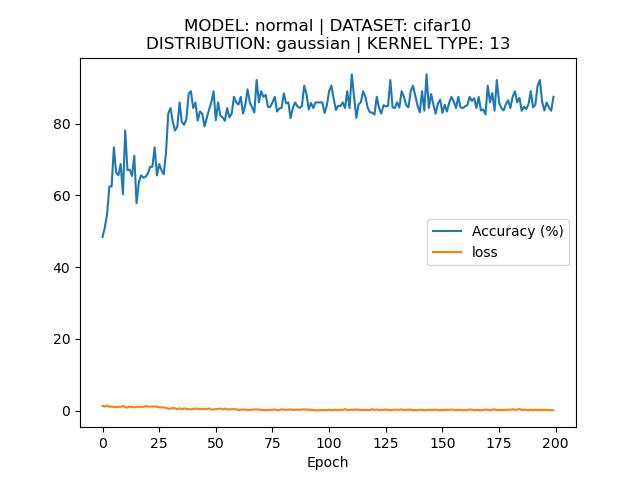 MODEL: normal | DATASET: cifar10
DISTRIBUTION: gaussian | KERNEL TYPE: 13
80
60
40
20
0
Accuracy (%)
loss
0 25 50 75 100 125 150 175 200
Epoch